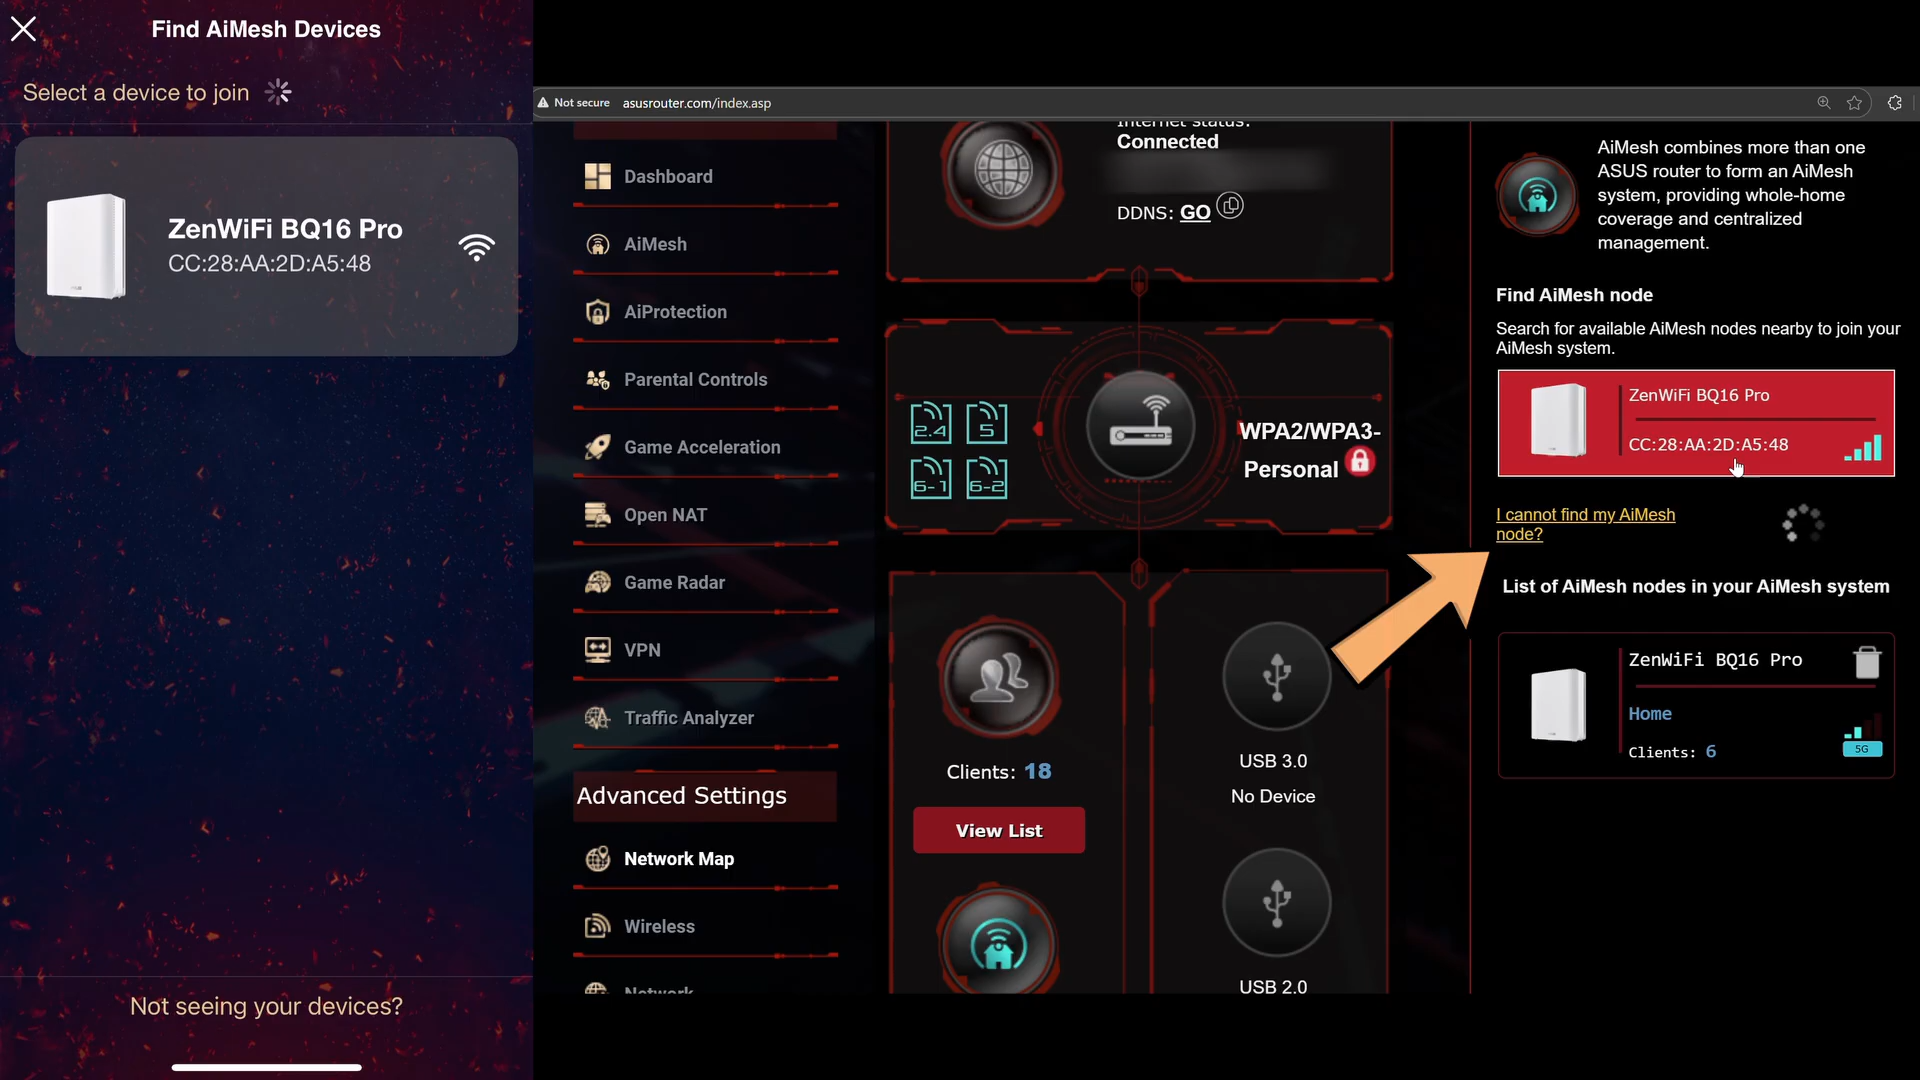 Find AiMesh Devices
Select a device to join
ZenWiFi BQ16 Pro
CC:28:AA:2D:A5:48
Not seeing your devices?
Not secure asusrouter.com/index.asp
Dashboard
AiMesh
AiProtection
Parental Controls
Game Acceleration
Open NAT
Game Radar
VPN
Traffic Analyzer
Advanced Settings
Network Map
Wireless
Network
Internet status:
Connected
DDNS: GO
2.4
5
6-1
6-2
WPA2/WPA3-
Personal
Clients: 18
View List
USB 3.0
No Device
USB 2.0
AiMesh combines more than one
ASUS router to form an AiMesh
system, providing whole-home
coverage and centralized
management.
Find AiMesh node
Search for available AiMesh nodes nearby to join your
AiMesh system.
ZenWiFi BQ16 Pro
CC:28:AA:2D:A5:48
I cannot find my AiMesh
node?
List of AiMesh nodes in your AiMesh system
ZenWiFi BQ16 Pro
Home
Clients: 6
5G